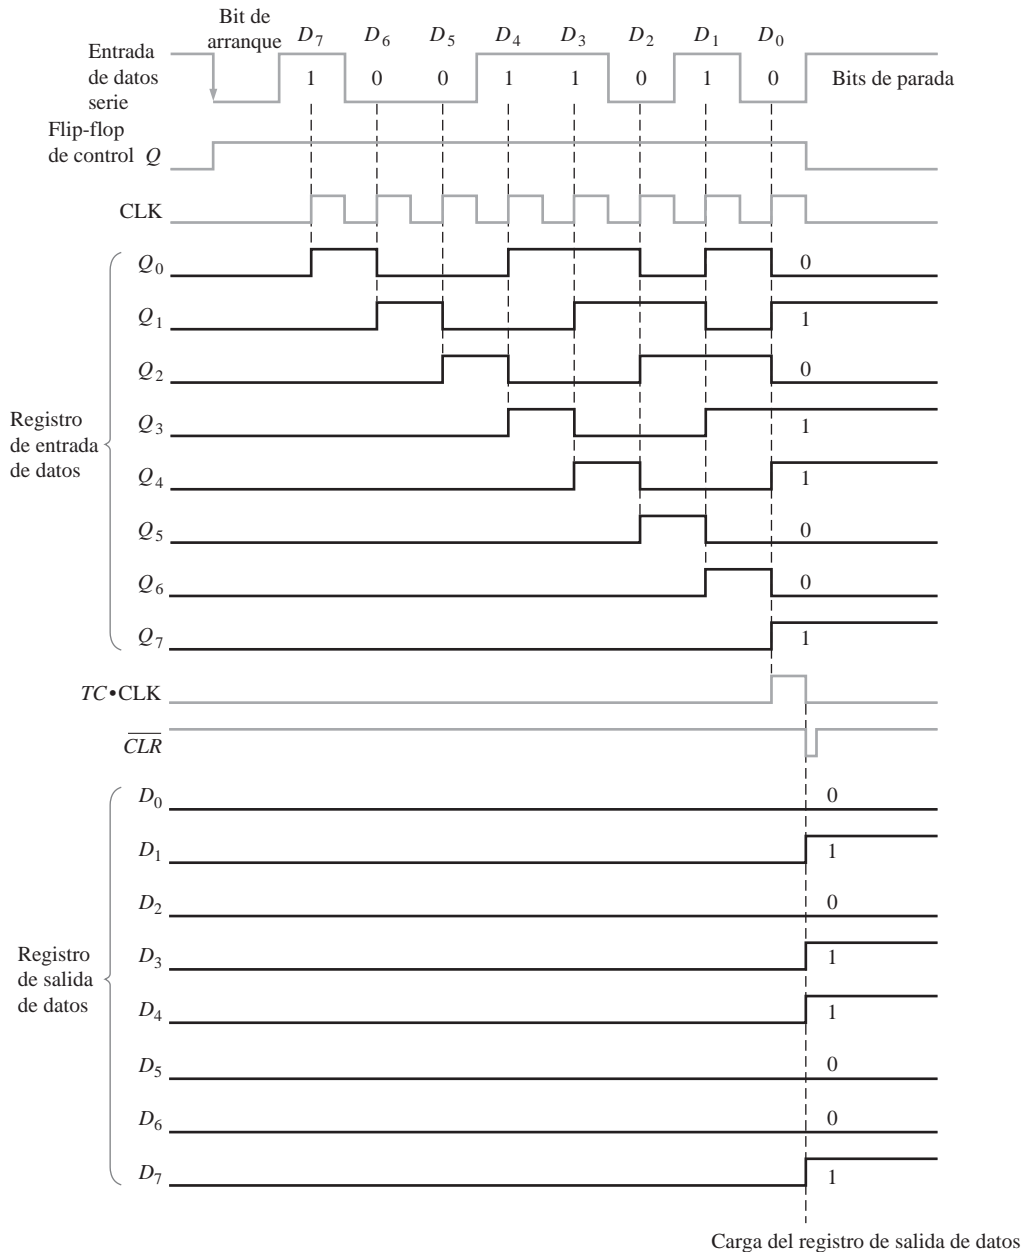 Bit de
arranque
D7 D6 D5 D4 D3 D2 D1 D0
Entrada
de datos
serie
1 0 0 1 1 0 1 0
Bits de parada
Flip-flop
de control Q
CLK
Registro
de entrada
de datos
Q0 0
Q1 1
Q2 0
Q3 1
Q4 1
Q5 0
Q6 0
Q7 1
TC•CLK
C̅L̅R̅
Registro
de salida
de datos
D0 0
D1 1
D2 0
D3 1
D4 1
D5 0
D6 0
D7 1
Carga del registro de salida de datos